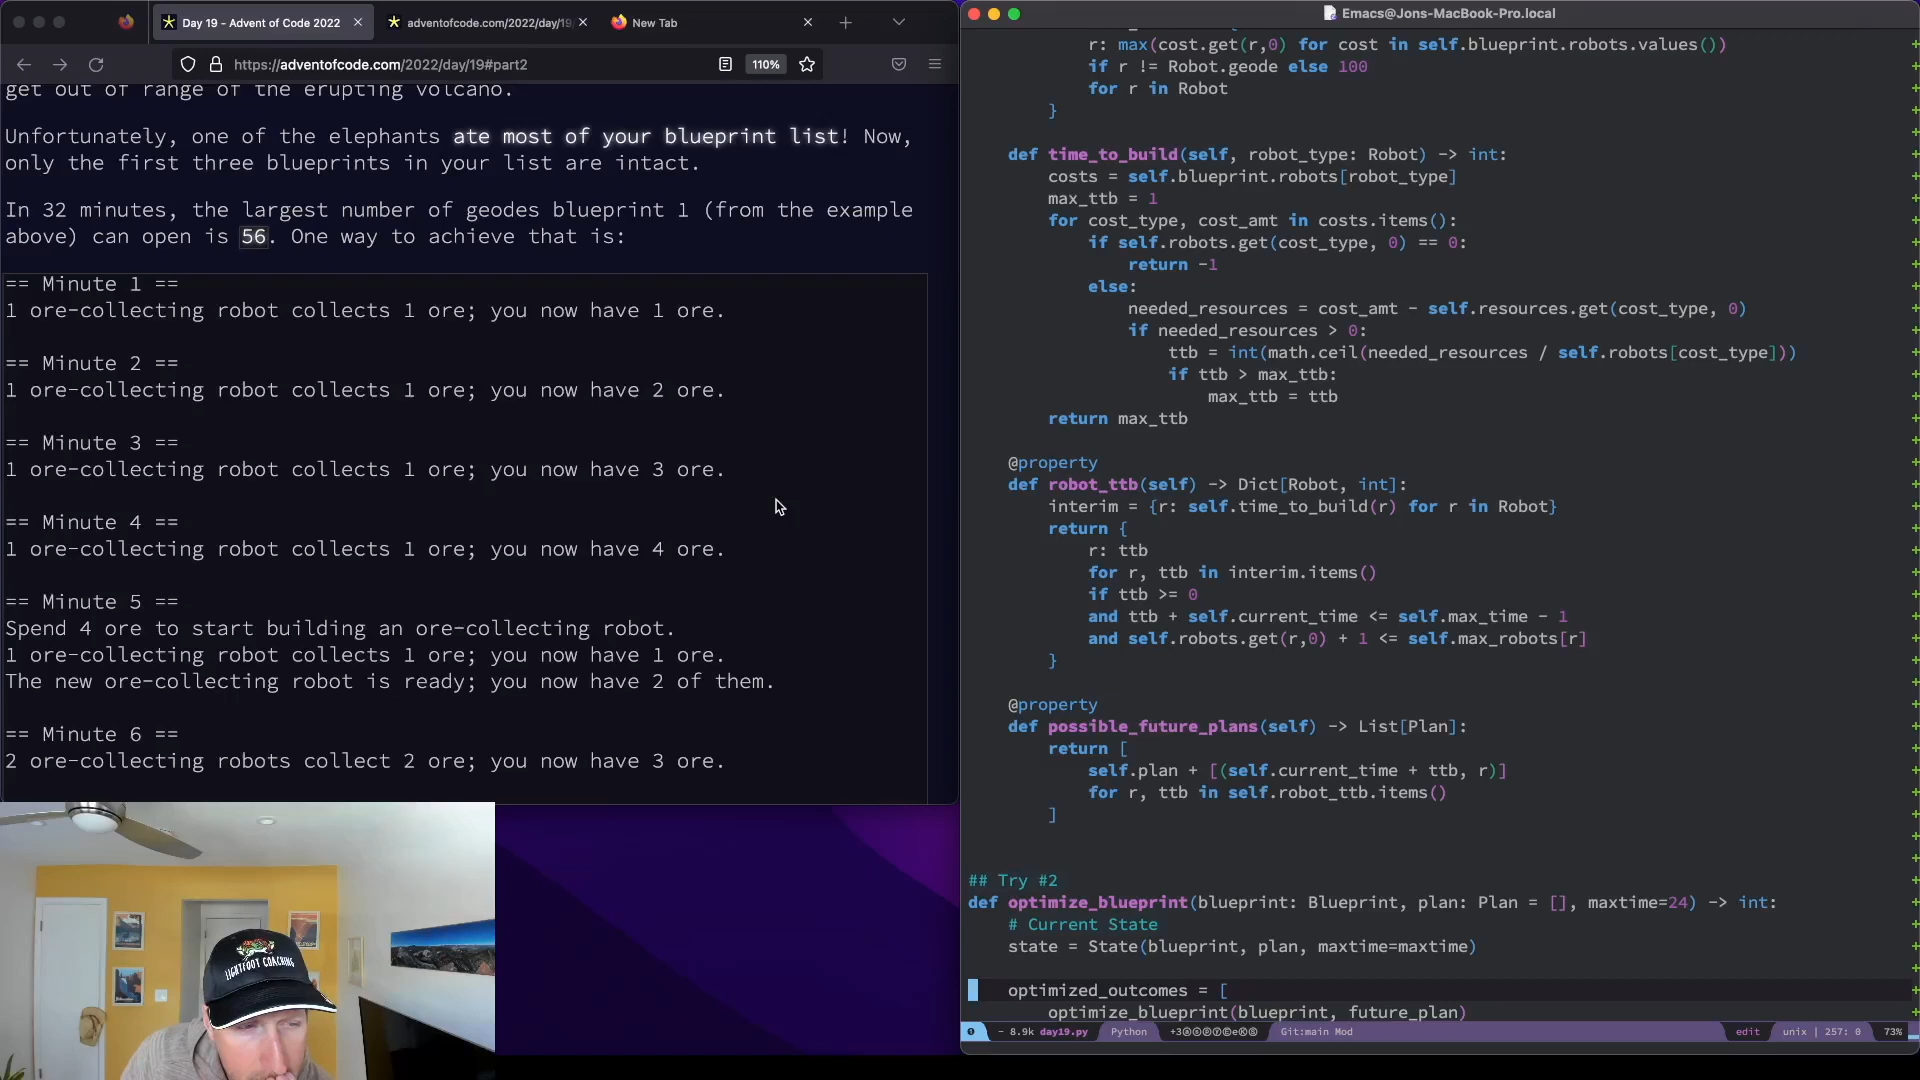 Day 19 - Advent of Code 2022
adventofcode.com/2022/day/19
New Tab
https://adventofcode.com/2022/day/19#part2
110%
get out of range of the erupting volcano.
Unfortunately, one of the elephants ate most of your blueprint list! Now,
only the first three blueprints in your list are intact.
In 32 minutes, the largest number of geodes blueprint 1 (from the example
above) can open is 56. One way to achieve that is:
== Minute 1 ==
1 ore-collecting robot collects 1 ore; you now have 1 ore.
== Minute 2 ==
1 ore-collecting robot collects 1 ore; you now have 2 ore.
== Minute 3 ==
1 ore-collecting robot collects 1 ore; you now have 3 ore.
== Minute 4 ==
1 ore-collecting robot collects 1 ore; you now have 4 ore.
== Minute 5 ==
Spend 4 ore to start building an ore-collecting robot.
1 ore-collecting robot collects 1 ore; you now have 1 ore.
The new ore-collecting robot is ready; you now have 2 of them.
== Minute 6 ==
2 ore-collecting robots collect 2 ore; you now have 3 ore.
LIGHTFOOT COACHING
Emacs@Jons-MacBook-Pro.local
r: max(cost.get(r,0) for cost in self.blueprint.robots.values())
if r != Robot.geode else 100
for r in Robot
}
def time_to_build(self, robot_type: Robot) -> int:
costs = self.blueprint.robots[robot_type]
max_ttb = 1
for cost_type, cost_amt in costs.items():
if self.robots.get(cost_type, 0) == 0:
return -1
else:
needed_resources = cost_amt - self.resources.get(cost_type, 0)
if needed_resources > 0:
ttb = int(math.ceil(needed_resources / self.robots[cost_type]))
if ttb > max_ttb:
max_ttb = ttb
return max_ttb
@property
def robot_ttb(self) -> Dict[Robot, int]:
interim = {r: self.time_to_build(r) for r in Robot}
return {
r: ttb
for r, ttb in interim.items()
if ttb >= 0
and ttb + self.current_time <= self.max_time - 1
and self.robots.get(r,0) + 1 <= self.max_robots[r]
}
@property
def possible_future_plans(self) -> List[Plan]:
return [
self.plan + [(self.current_time + ttb, r)]
for r, ttb in self.robot_ttb.items()
]
## Try #2
def optimize_blueprint(blueprint: Blueprint, plan: Plan = [], maxtime=24) -> int:
# Current State
state = State(blueprint, plan, maxtime=maxtime)
optimized_outcomes = [
optimize_blueprint(blueprint, future_plan)
- 8.9k day19.py Python Git:main Mod edit unix | 257: 0 73%